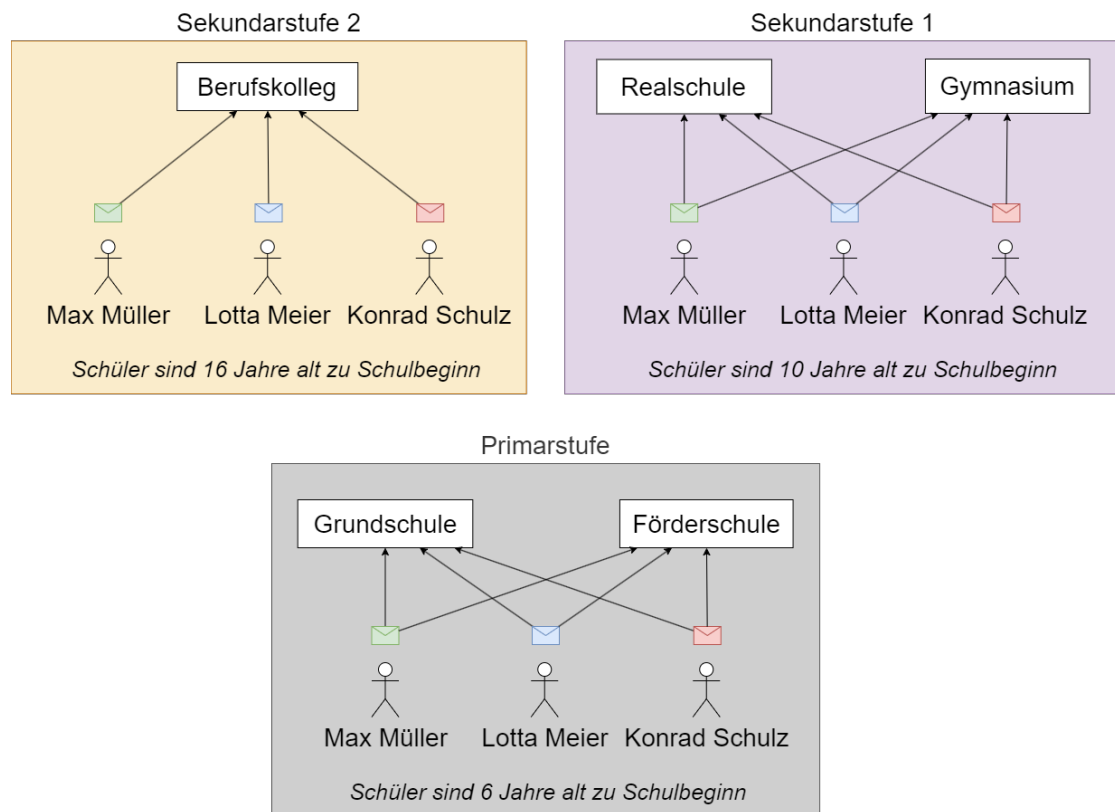 Sekundarstufe 2
Berufskolleg
Max Müller
Lotta Meier
Konrad Schulz
Schüler sind 16 Jahre alt zu Schulbeginn
Sekundarstufe 1
Realschule
Gymnasium
Max Müller
Lotta Meier
Konrad Schulz
Schüler sind 10 Jahre alt zu Schulbeginn
Primarstufe
Grundschule
Förderschule
Max Müller
Lotta Meier
Konrad Schulz
Schüler sind 6 Jahre alt zu Schulbeginn